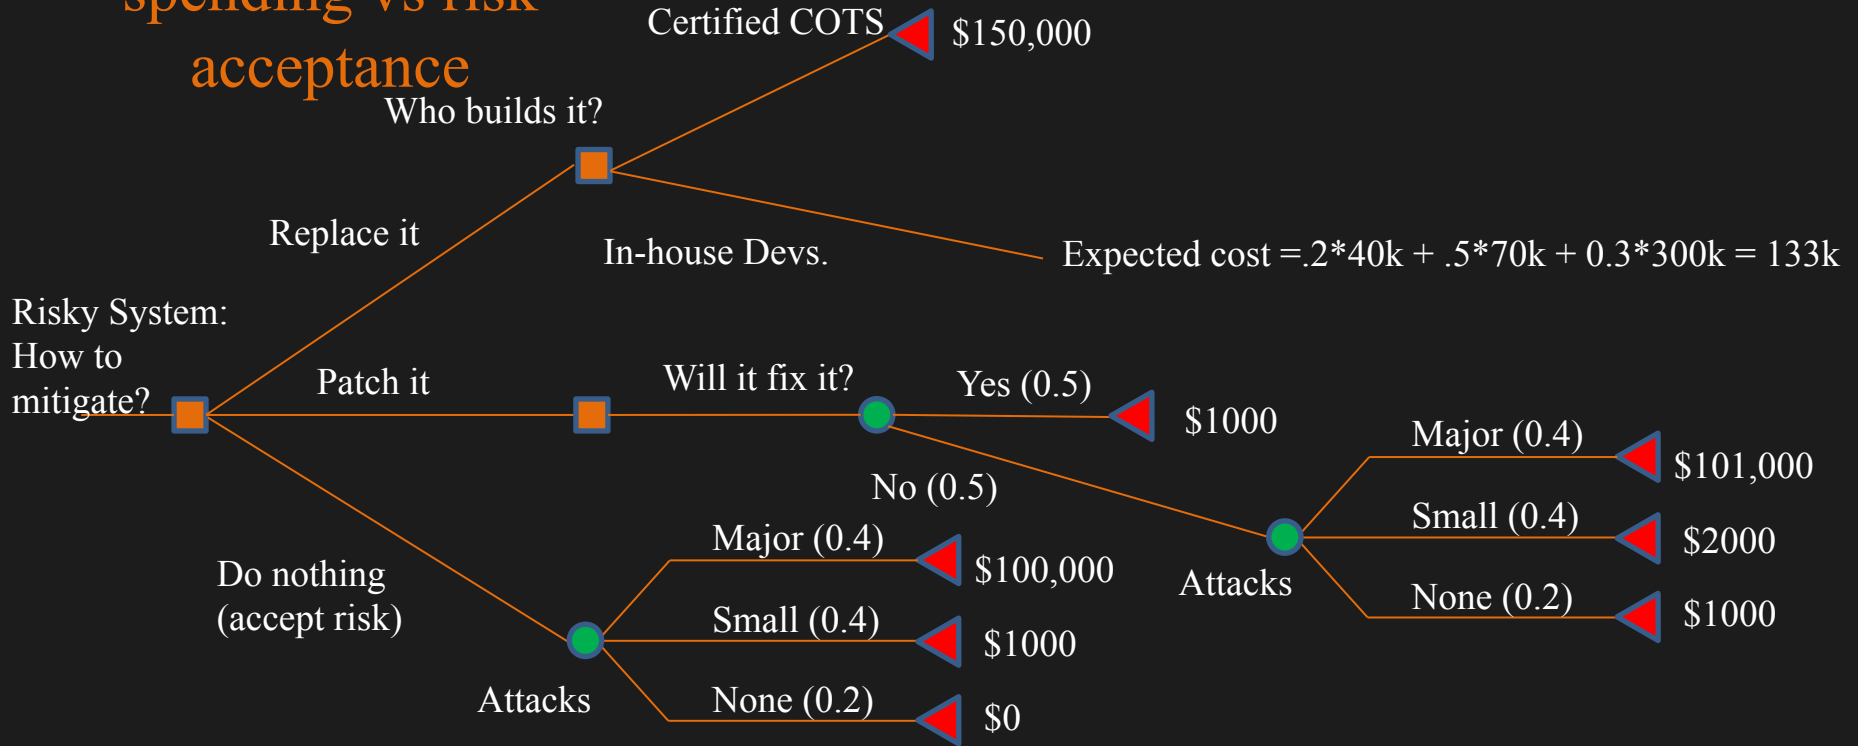 spending vs risk
acceptance
Certified COTS
$150,000
Who builds it?
Replace it
In-house Devs.
Expected cost =.2*40k + .5*70k + 0.3*300k = 133k
Risky System:
How to
mitigate?
Patch it
Will it fix it?
Yes (0.5)
$1000
No (0.5)
Major (0.4)
$101,000
Small (0.4)
$2000
Attacks
None (0.2)
$1000
Do nothing
(accept risk)
Major (0.4)
$100,000
Small (0.4)
$1000
Attacks
None (0.2)
$0